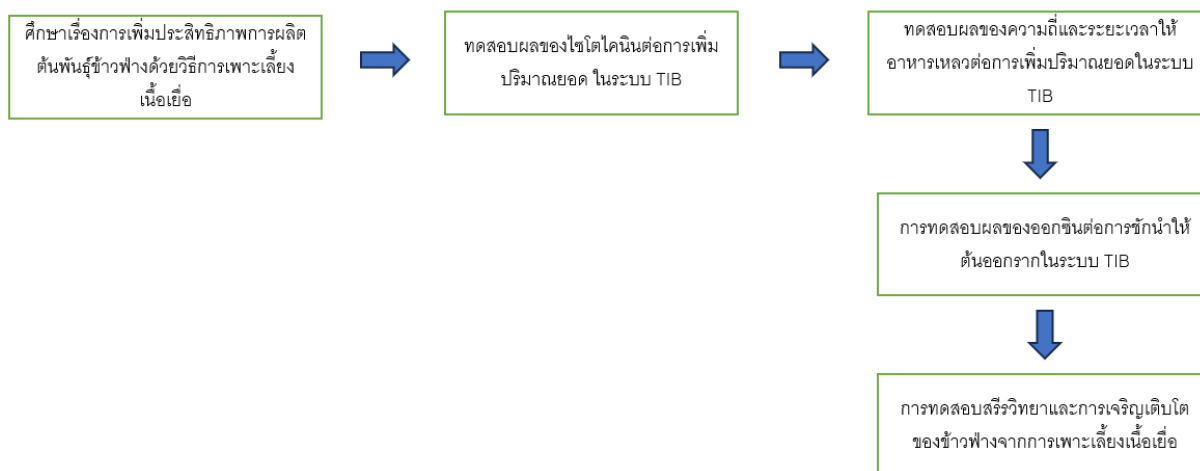 ศึกษาเรื่องการเพิ่มประสิทธิภาพการผลิต
ต้นพันธุ์ข้าวฟ่างด้วยวิธีการเพาะเลี้ยง
เนื้อเยื่อ
ทดสอบผลของไซโตไคนินต่อการเพิ่ม
ปริมาณยอด ในระบบ TIB
ทดสอบผลของความถี่และระยะเวลาให้
อาหารเหลวต่อการเพิ่มปริมาณยอดในระบบ
TIB
การทดสอบผลของออกซินต่อการชักนำให้
ต้นออกรากในระบบ TIB
การทดสอบสรีรวิทยาและการเจริญเติบโต
ของข้าวฟ่างจากการเพาะเลี้ยงเนื้อเยื่อ